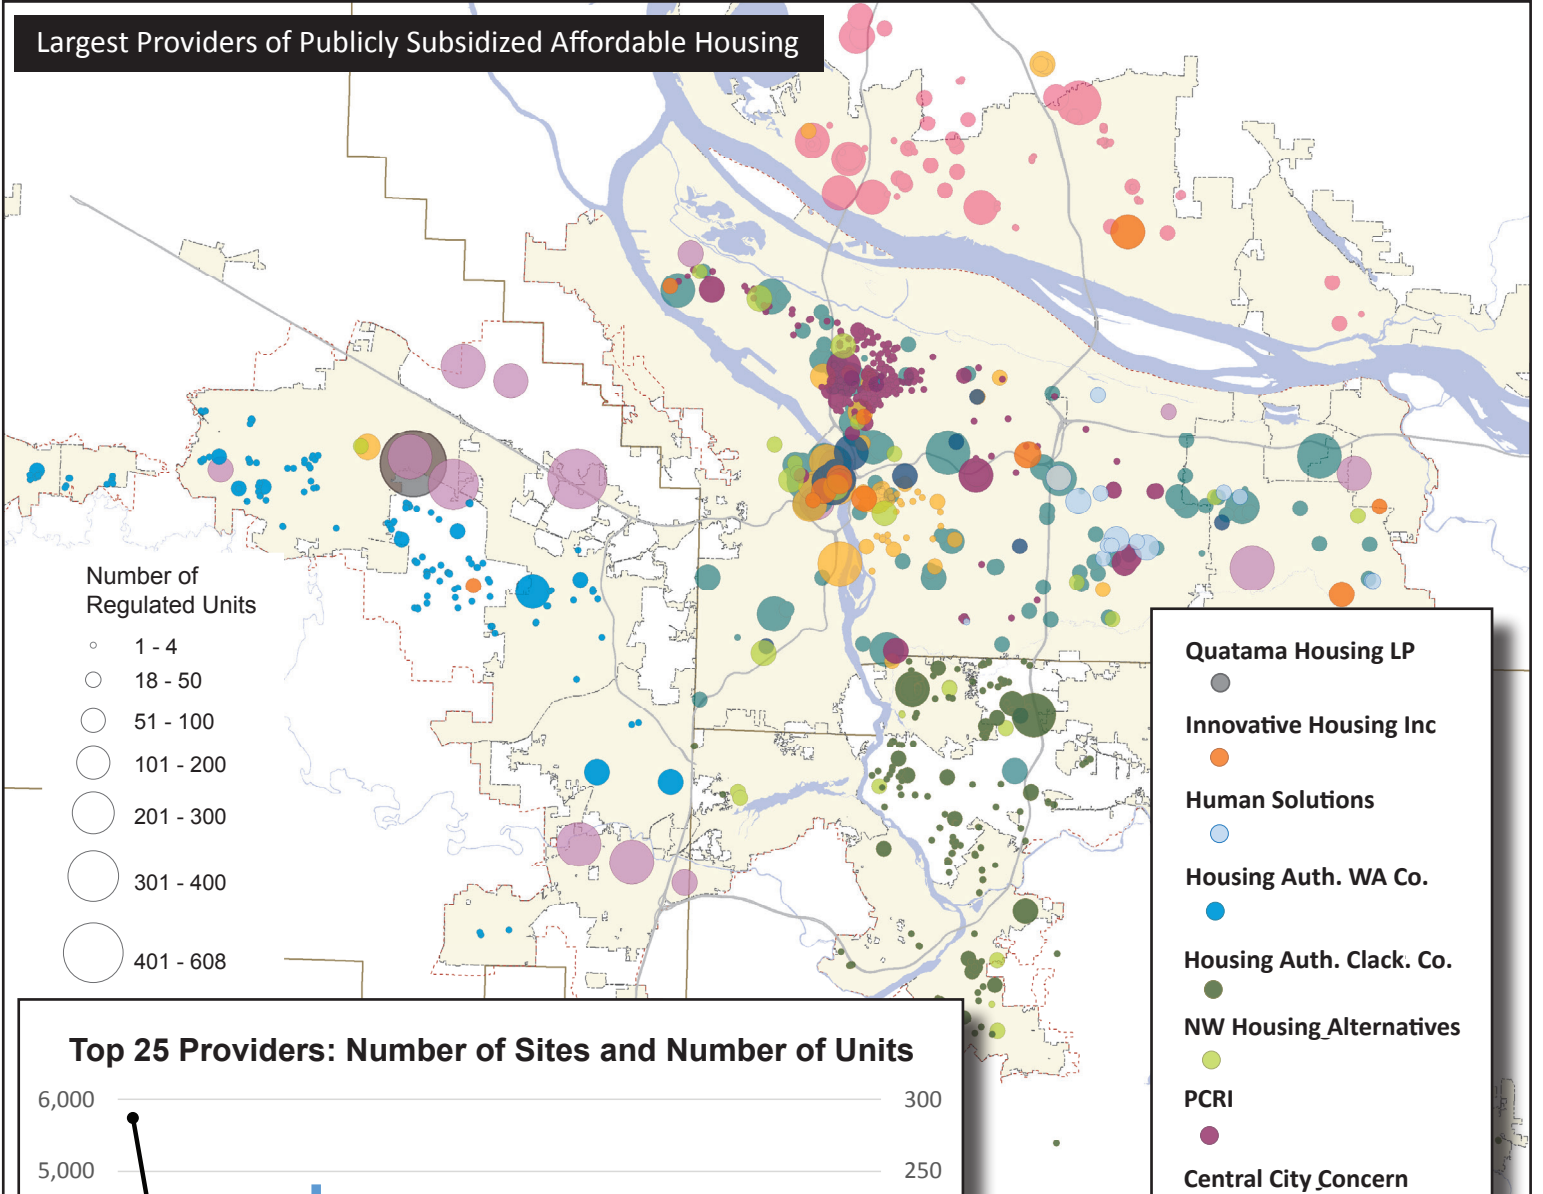 Largest Providers of Publicly Subsidized Affordable Housing
Number of
Regulated Units
1 - 4
18 - 50
51 - 100
101 - 200
201 - 300
301 - 400
401 - 608
Quatama Housing LP
Innovative Housing Inc
Human Solutions
Housing Auth. WA Co.
Housing Auth. Clack. Co.
NW Housing Alternatives
PCRI
Central City Concern
Top 25 Providers: Number of Sites and Number of Units
6,000
300
5,000
250